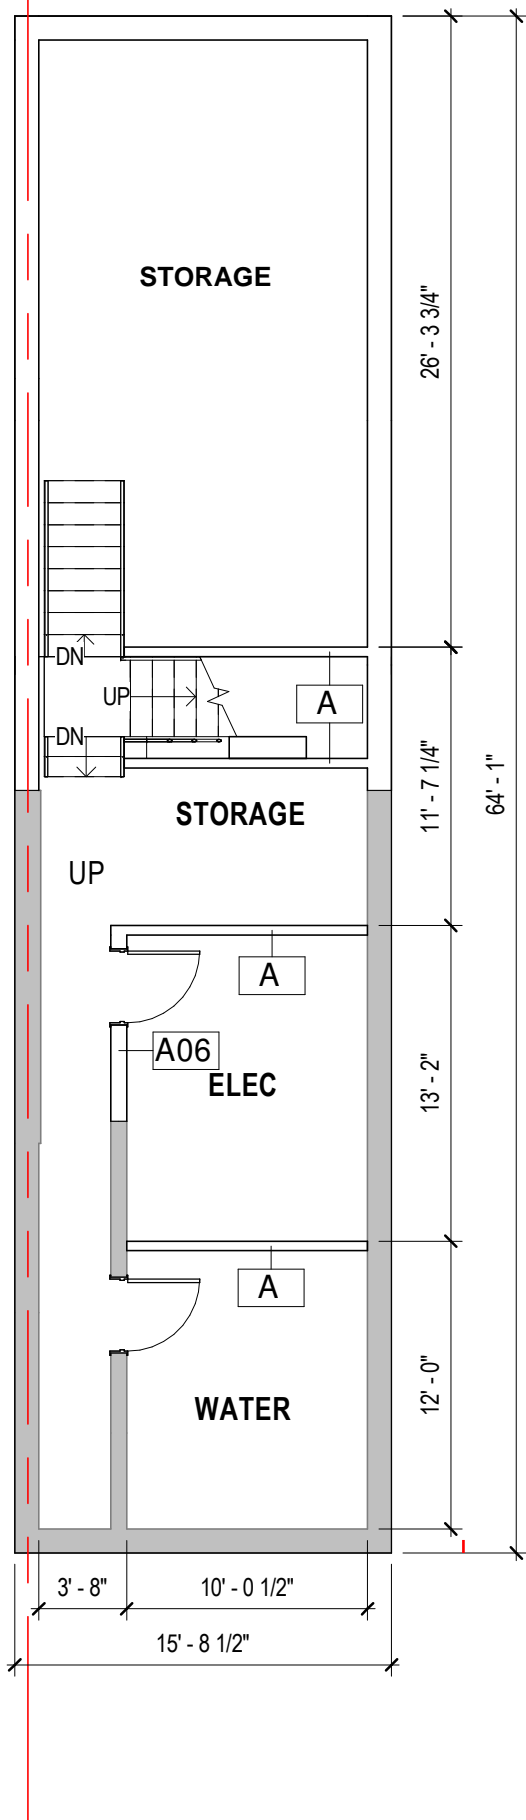 STORAGE
26' - 3 3/4"
DN
UP
A
DN
11' - 7 1/4"
64' - 1"
STORAGE
UP
A
A06
ELEC
13' - 2"
A
WATER
12' - 0"
3' - 8"
10' - 0 1/2"
15' - 8 1/2"